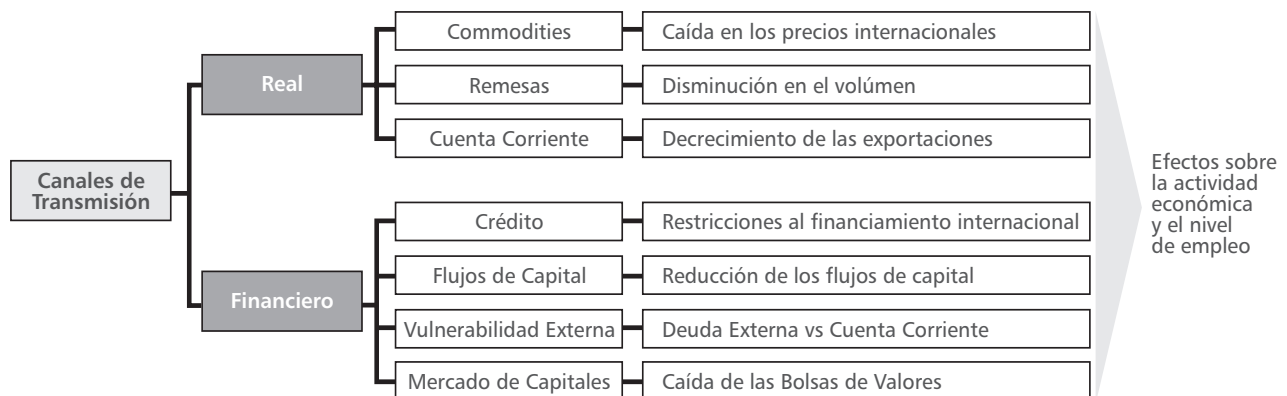 Canales de
Transmisión
Real
Commodities
Caída en los precios internacionales
Remesas
Disminución en el volúmen
Cuenta Corriente
Decrecimiento de las exportaciones
Financiero
Crédito
Restricciones al financiamiento internacional
Flujos de Capital
Reducción de los flujos de capital
Vulnerabilidad Externa
Deuda Externa vs Cuenta Corriente
Mercado de Capitales
Caída de las Bolsas de Valores
Efectos sobre
la actividad
económica
y el nivel
de empleo